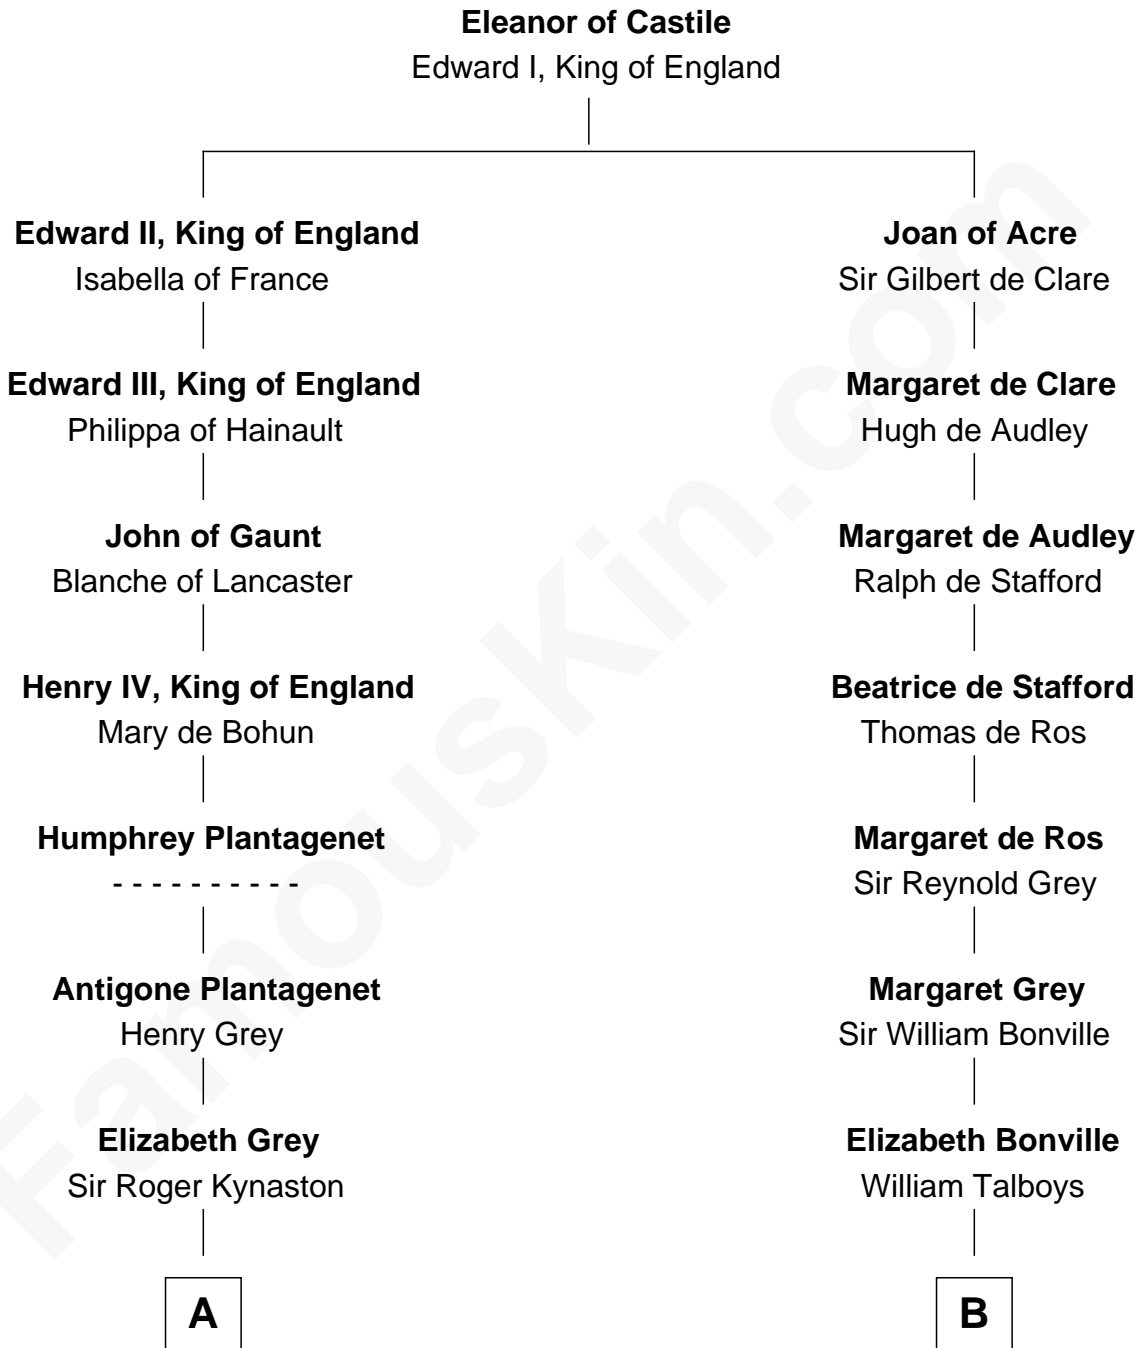 Eleanor of Castile
Edward I, King of England
Edward II, King of England
Isabella of France
Joan of Acre
Sir Gilbert de Clare
Edward III, King of England
Philippa of Hainault
Margaret de Clare
Hugh de Audley
John of Gaunt
Blanche of Lancaster
Margaret de Audley
Ralph de Stafford
Henry IV, King of England
Mary de Bohun
Beatrice de Stafford
Thomas de Ros
Humphrey Plantagenet
- - - - - - - - - -
Margaret de Ros
Sir Reynold Grey
Antigone Plantagenet
Henry Grey
Margaret Grey
Sir William Bonville
Elizabeth Grey
Sir Roger Kynaston
Elizabeth Bonville
William Talboys
A
B
FamousKin.com